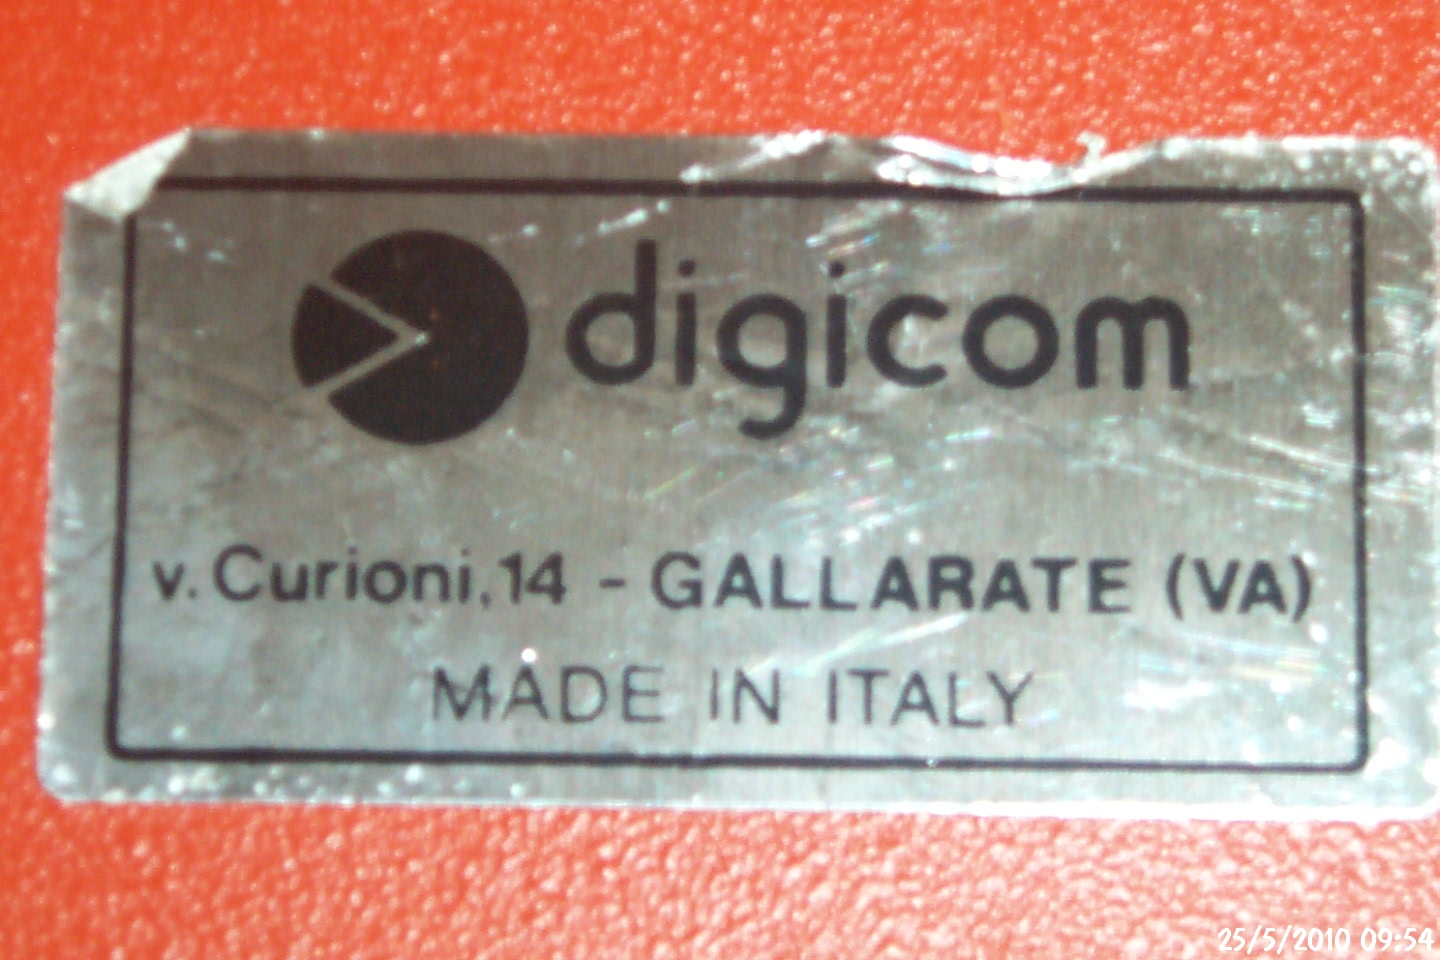 digicom
v. Curioni, 14 - GALLARATE (VA)
MADE IN ITALY
25/5/2010 09:54